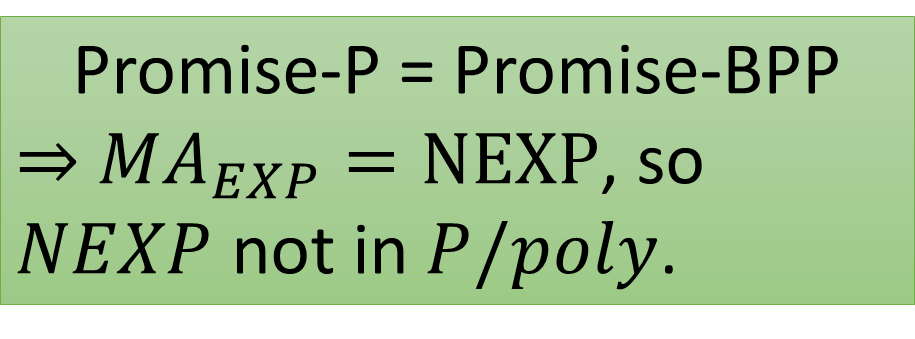 Promise-P = Promise-BPP
⇒ MA_EXP = NEXP, so
NEXP not in P/poly.